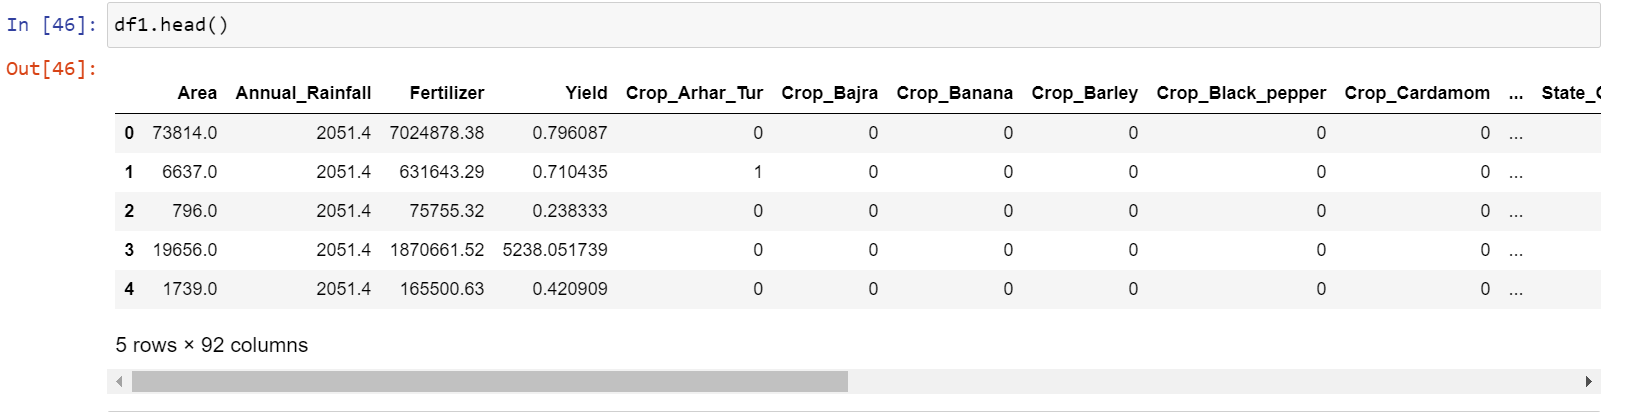 In [46]: df1.head()
Out[46]:
Area Annual_Rainfall Fertilizer Yield Crop_Arhar_Tur Crop_Bajra Crop_Banana Crop_Barley Crop_Black_pepper Crop_Cardamom ... State_
0 73814.0 2051.4 7024878.38 0.796087 0 0 0 0 0 0 ...
1 6637.0 2051.4 631643.29 0.710435 1 0 0 0 0 0 ...
2 796.0 2051.4 75755.32 0.238333 0 0 0 0 0 0 ...
3 19656.0 2051.4 1870661.52 5238.051739 0 0 0 0 0 0 ...
4 1739.0 2051.4 165500.63 0.420909 0 0 0 0 0 0 ...
5 rows × 92 columns